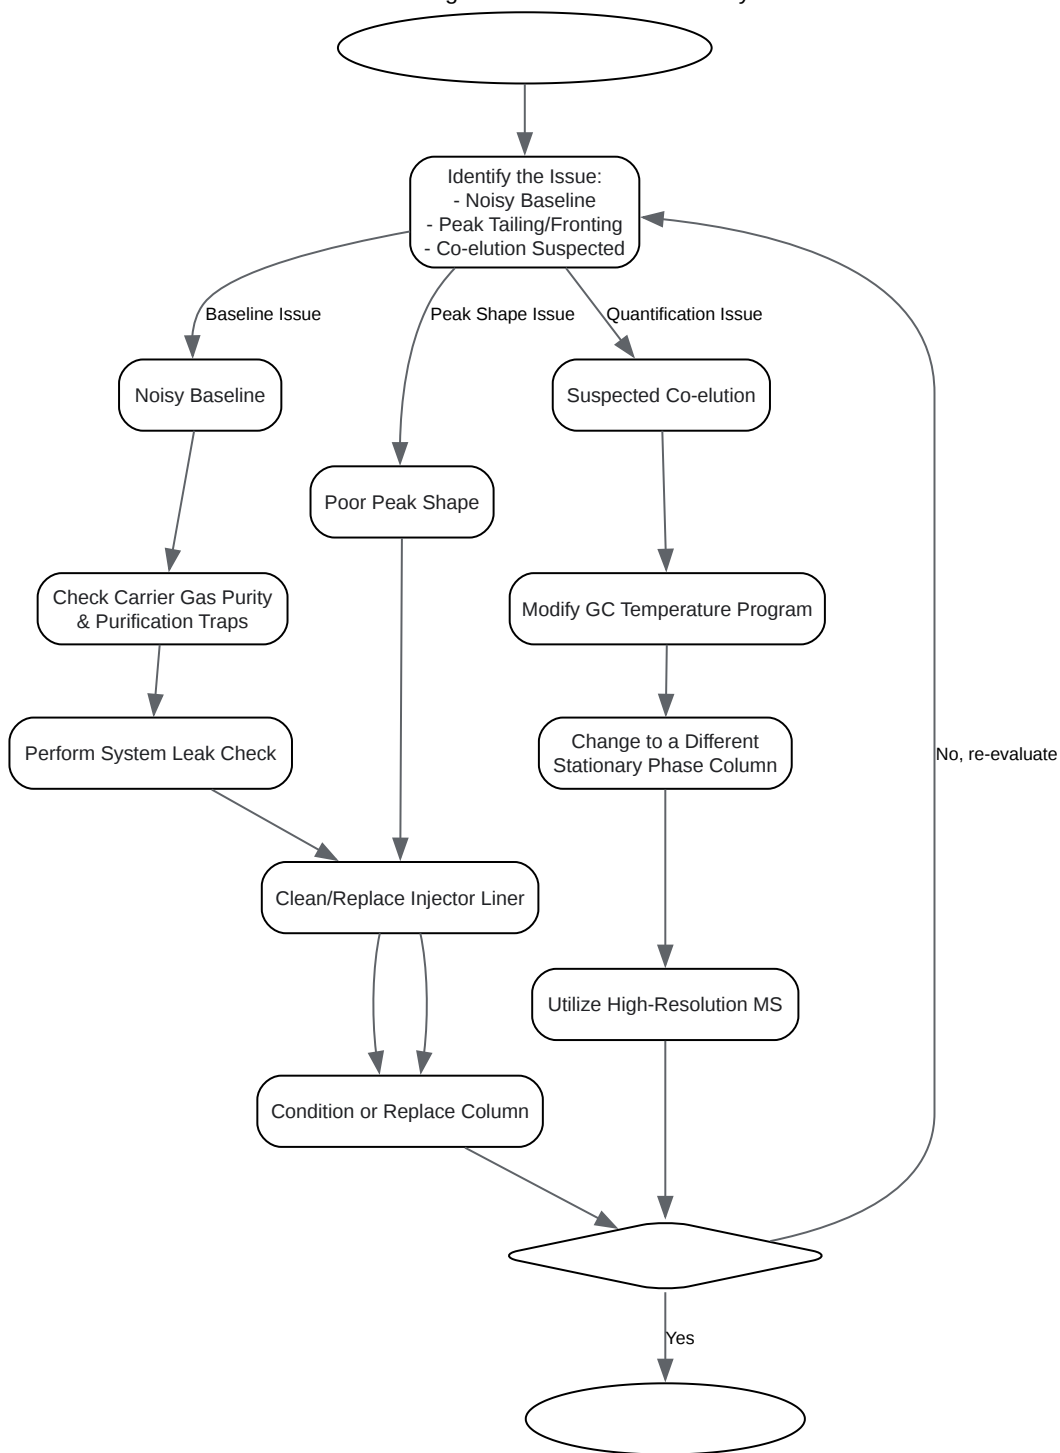 Identify the Issue:
- Noisy Baseline
- Peak Tailing/Fronting
- Co-elution Suspected
Baseline Issue
Peak Shape Issue
Quantification Issue
Noisy Baseline
Suspected Co-elution
Poor Peak Shape
Check Carrier Gas Purity
& Purification Traps
Modify GC Temperature Program
Perform System Leak Check
Change to a Different
Stationary Phase Column
No, re-evaluate
Clean/Replace Injector Liner
Utilize High-Resolution MS
Condition or Replace Column
Yes